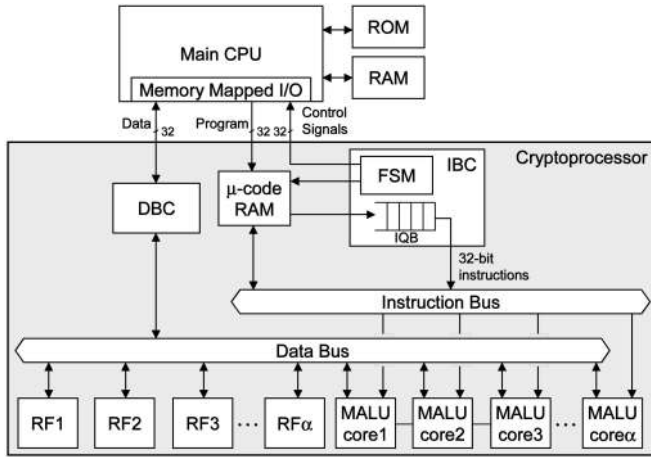 Main CPU
ROM
RAM
Memory Mapped I/O
Data
32
Program
32
32
Control
Signals
Cryptoprocessor
DBC
μ-code
RAM
FSM
IBC
IQB
32-bit
instructions
Instruction Bus
Data Bus
RF1
RF2
RF3
...
RFα
MALU
core1
MALU
core2
MALU
core3
...
MALU
coreα